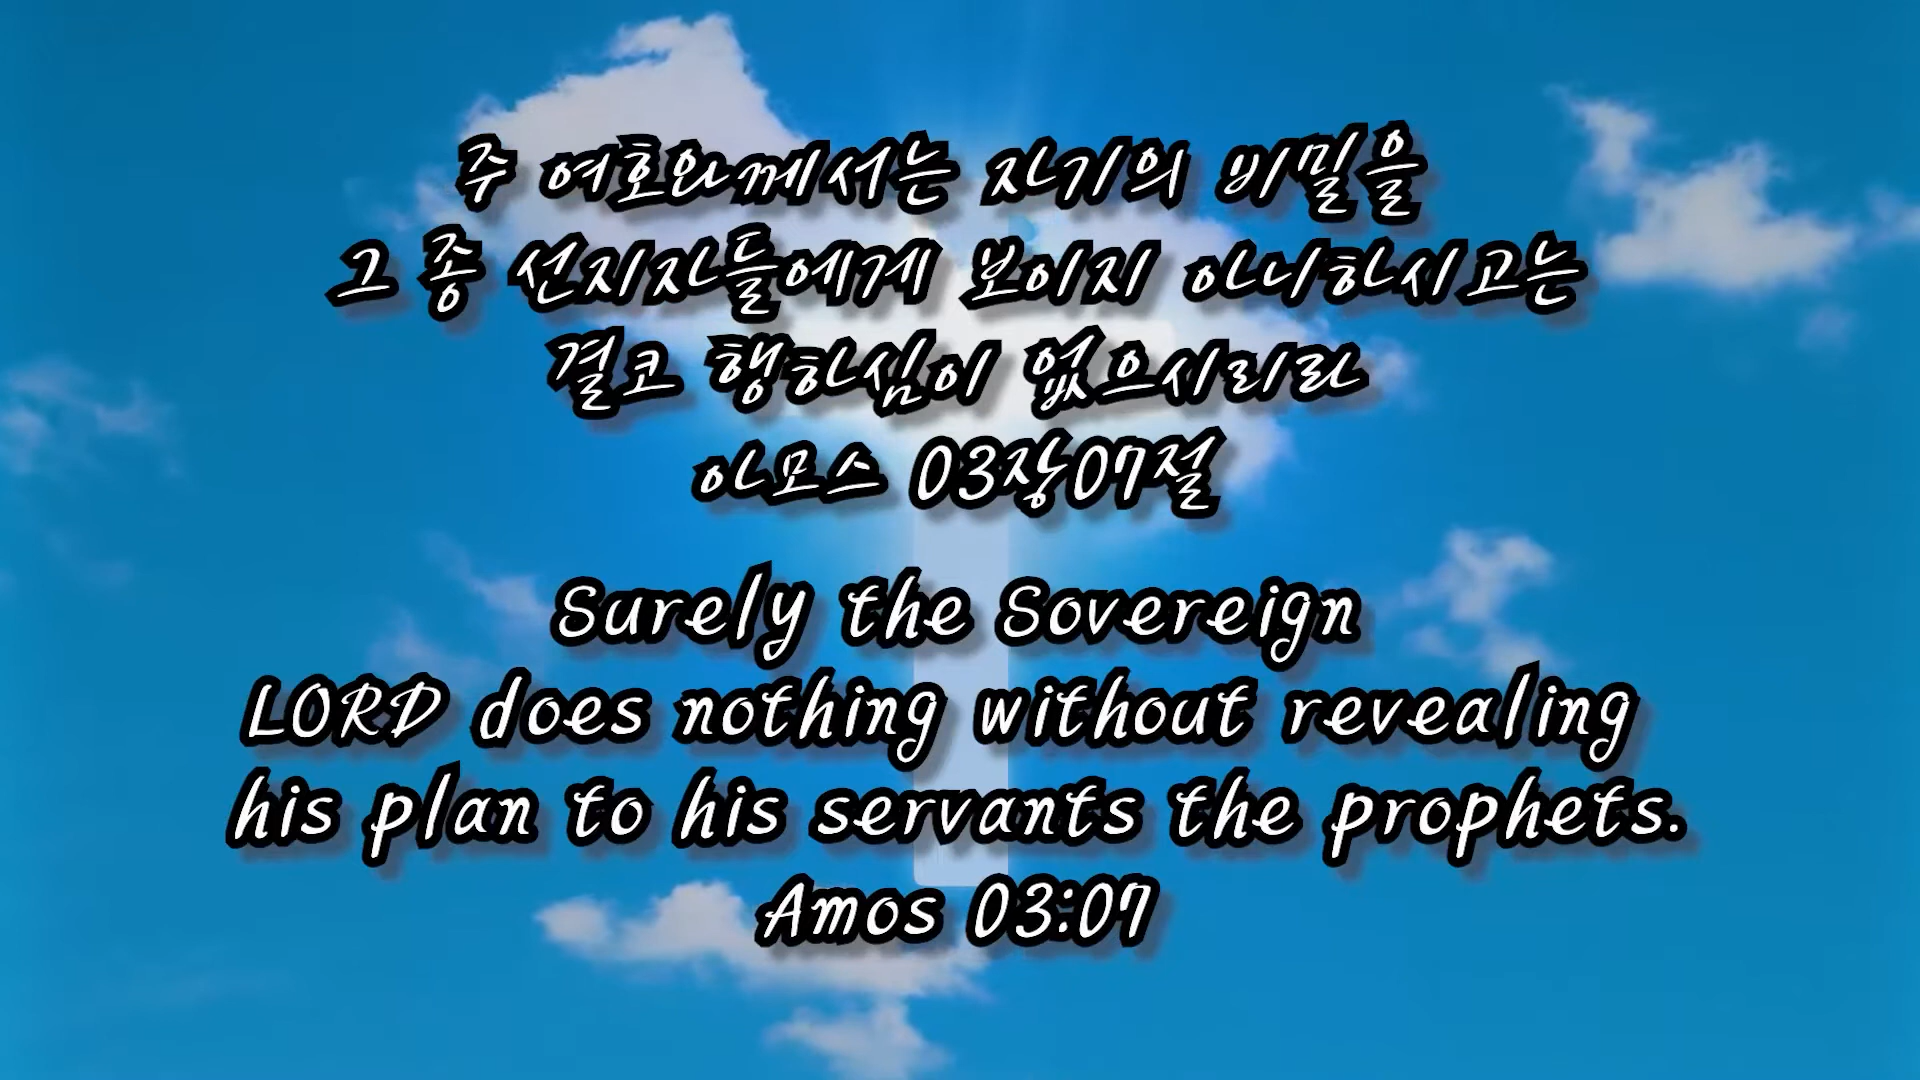 주 여호와께서는 자기의 비밀을
그 종 선지자들에게 보이지 아니하시고는
결코 행하심이 없으시리라
아모스 03장07절
Surely the Sovereign
LORD does nothing without revealing
his plan to his servants the prophets.
Amos 03:07